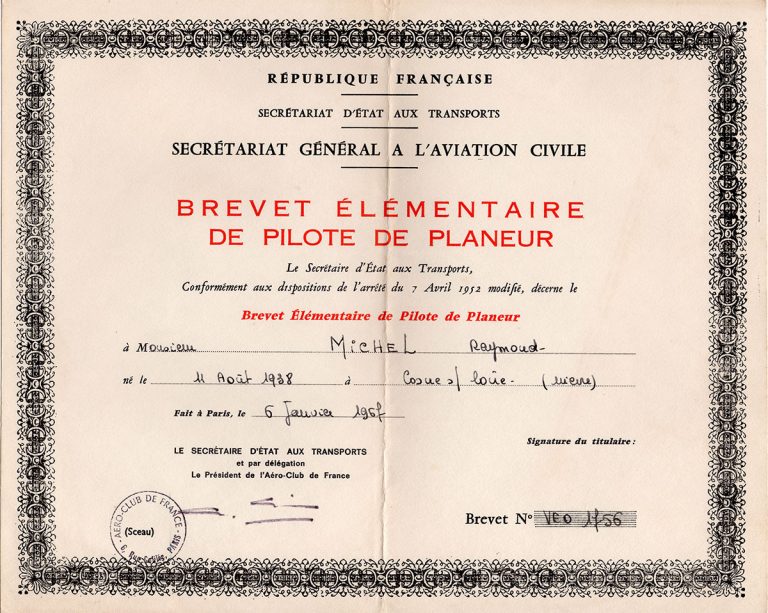 RÉPUBLIQUE FRANÇAISE
SECRÉTARIAT D'ÉTAT AUX TRANSPORTS
SECRÉTARIAT GÉNÉRAL A L'AVIATION CIVILE
BREVET ÉLÉMENTAIRE
DE PILOTE DE PLANEUR
Le Secrétaire d'État aux Transports,
Conformément aux dispositions de l'arrêté du 7 Avril 1952 modifié, décerne le
Brevet Élémentaire de Pilote de Planeur
à Monsieur MICHEL Raymond
né le 11 Août 1938 à Cosne s/ Loire (nièvre)
Fait à Paris, le 6 Janvier 1967
Signature du titulaire :
LE SECRÉTAIRE D'ÉTAT AUX TRANSPORTS
et par délégation
Le Président de l'Aéro-Club de France
AÉRO-CLUB DE FRANCE
(Sceau)
6, Rue PARIS
Brevet N° VEO 1756